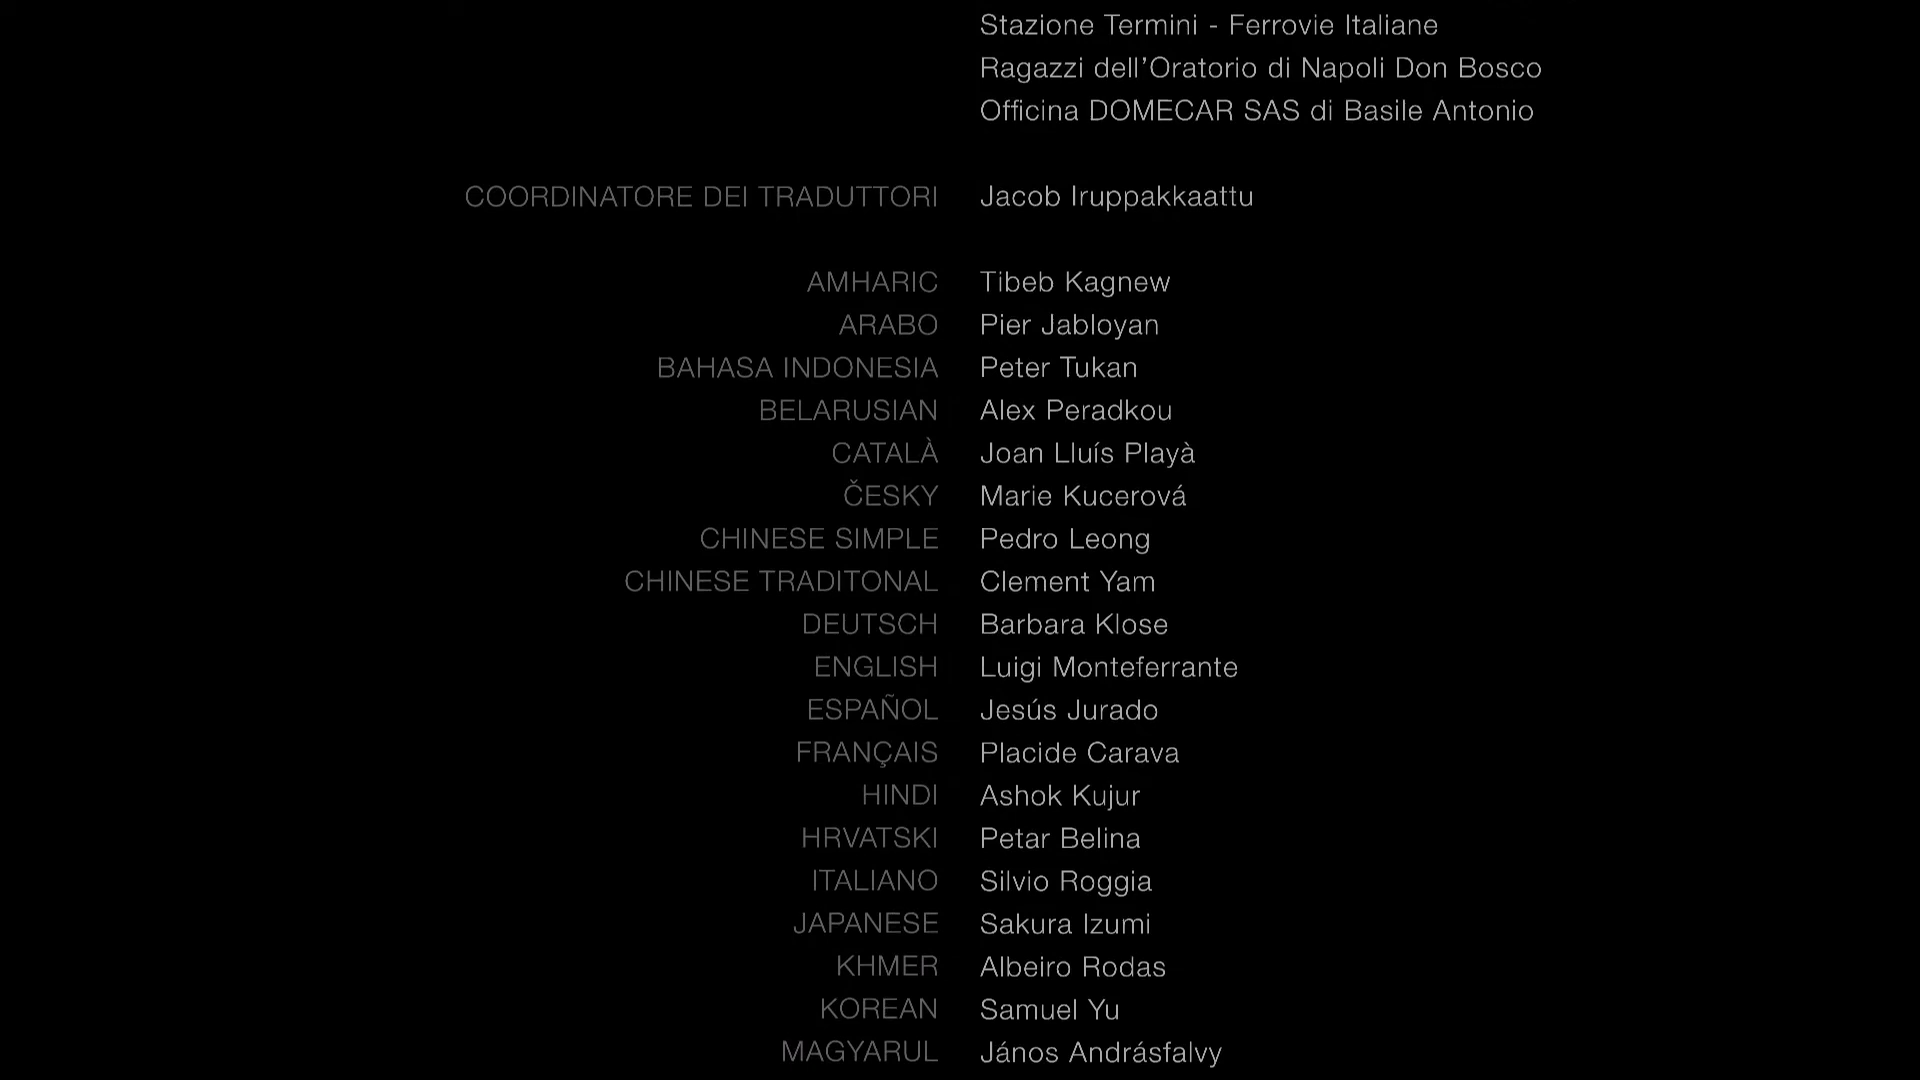 Stazione Termini - Ferrovie Italiane
Ragazzi dell'Oratorio di Napoli Don Bosco
Officina DOMECAR SAS di Basile Antonio
COORDINATORE DEI TRADUTTORI Jacob Iruppakkaattu
AMHARIC Tibeb Kagnew
ARABO Pier Jabloyan
BAHASA INDONESIA Peter Tukan
BELARUSIAN Alex Peradkou
CATALÀ Joan Lluís Playà
ČESKY Marie Kucerová
CHINESE SIMPLE Pedro Leong
CHINESE TRADITONAL Clement Yam
DEUTSCH Barbara Klose
ENGLISH Luigi Monteferrante
ESPAÑOL Jesús Jurado
FRANÇAIS Placide Carava
HINDI Ashok Kujur
HRVATSKI Petar Belina
ITALIANO Silvio Roggia
JAPANESE Sakura Izumi
KHMER Albeiro Rodas
KOREAN Samuel Yu
MAGYARUL János Andrásfalvy